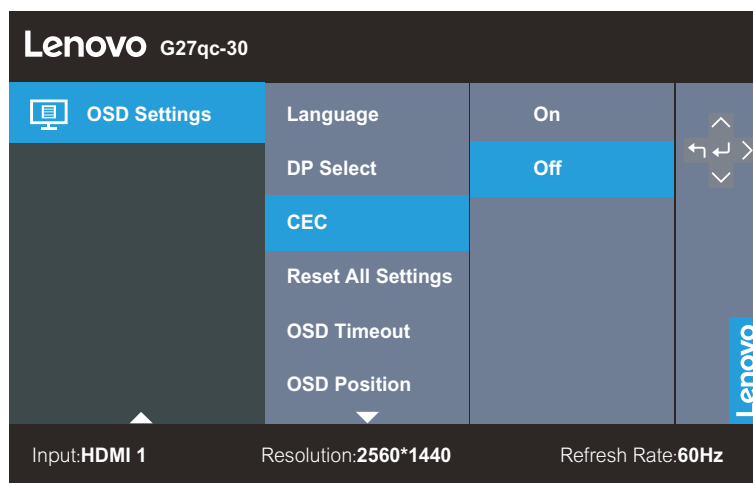 Lenovo G27qc-30
OSD Settings
Language
DP Select
CEC
Reset All Settings
OSD Timeout
OSD Position
On
Off
Lenovo
Input:HDMI 1
Resolution:2560*1440
Refresh Rate:60Hz